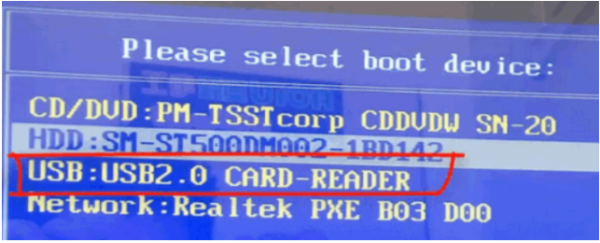 Please select boot device:
CD/DVD:PM-TSSTcorp CDDVDW SN-20
HDD:SM-ST500DM002-1BD142
USB:USB2.0 CARD-READER
Network:Realtek PXE B03 D00